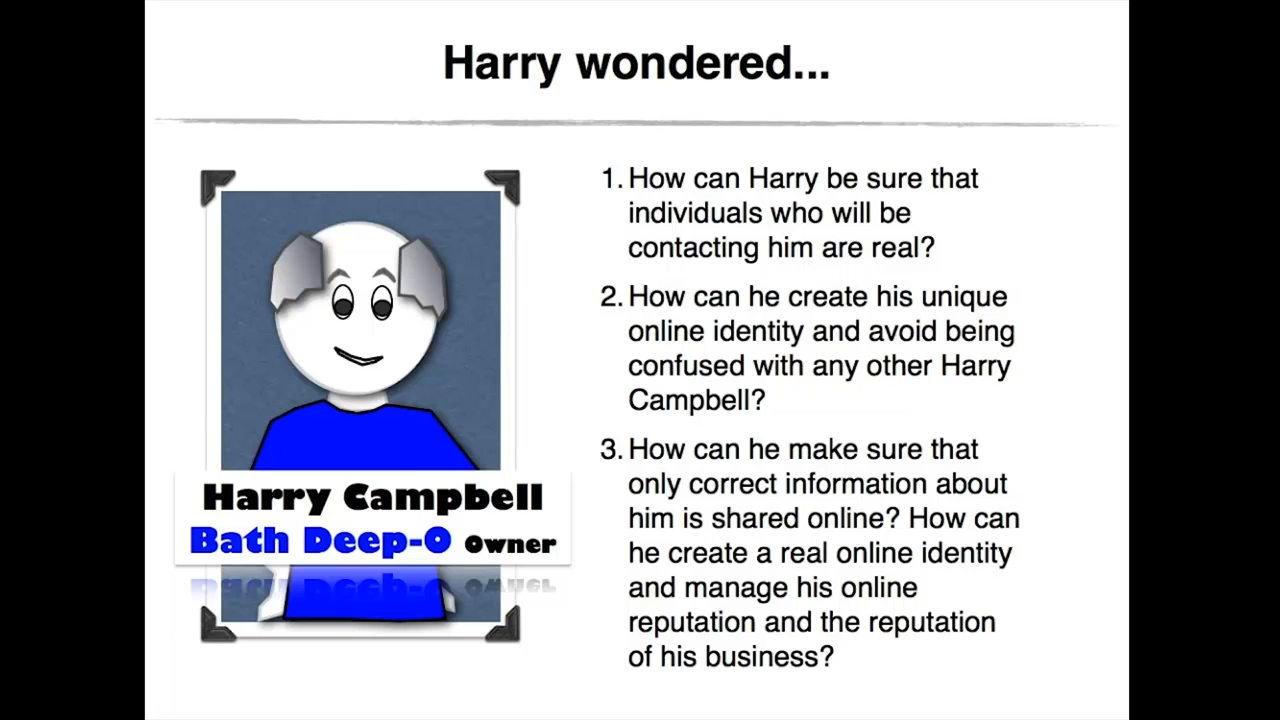 Harry wondered...
Harry Campbell
Bath Deep-O Owner
1. How can Harry be sure that
individuals who will be
contacting him are real?
2. How can he create his unique
online identity and avoid being
confused with any other Harry
Campbell?
3. How can he make sure that
only correct information about
him is shared online? How can
he create a real online identity
and manage his online
reputation and the reputation
of his business?